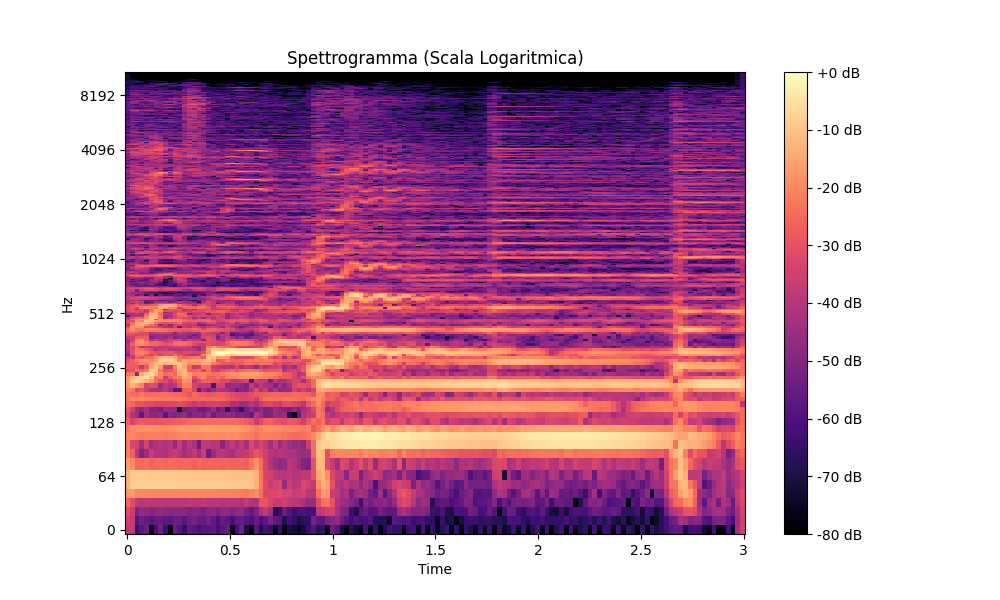 Spettrogramma (Scala Logaritmica)
Hz
8192
4096
2048
1024
512
256
128
64
0
0
0.5
1
1.5
2
2.5
3
Time
+0 dB
-10 dB
-20 dB
-30 dB
-40 dB
-50 dB
-60 dB
-70 dB
-80 dB